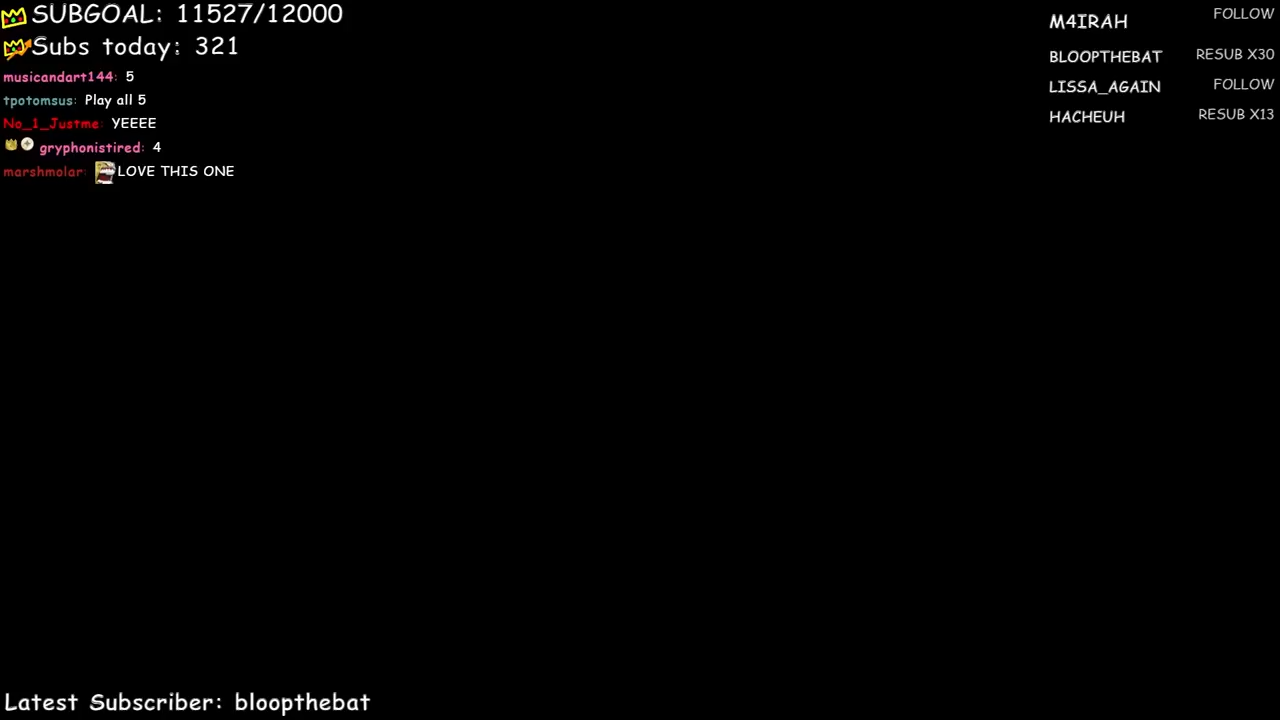 SUBGOAL: 11527/12000
Subs today: 321
musicandart144: 5
tpotomsus: Play all 5
No_1_Justme: YEEEE
gryphonistired: 4
marshmolar: LOVE THIS ONE
M4IRAH FOLLOW
BLOOPTHEBAT RESUB X30
LISSA_AGAIN FOLLOW
HACHEUH RESUB X13
Latest Subscriber: bloopthebat